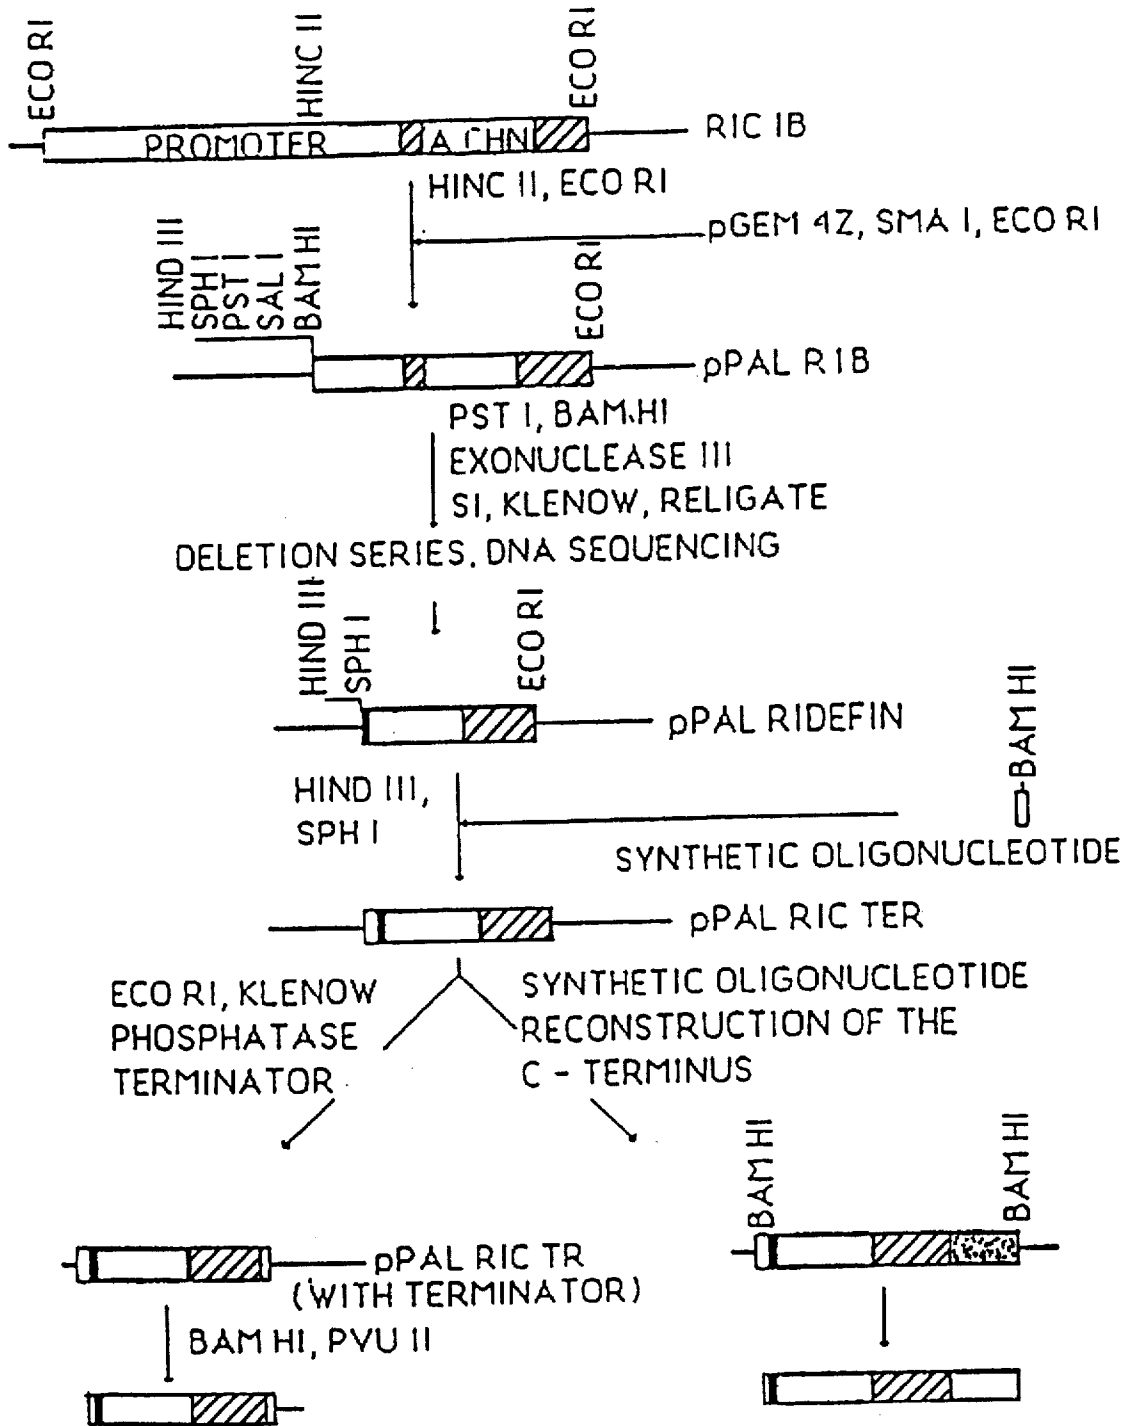 ECO RI
HINC II
ECO RI
PROMOTER
A CHN
RIC 1B
HINC II, ECO RI
pGEM 4Z, SMA I, ECO RI
HIND III
SPH I
PST I
SAL I
BAM HI
ECO RI
pPAL R1B
PST I, BAM HI
EXONUCLEASE III
SI, KLENOW, RELIGATE
DELETION SERIES, DNA SEQUENCING
HIND III
SPH I
ECO RI
pPAL RIDEFIN
BAM HI
HIND III,
SPH I
SYNTHETIC OLIGONUCLEOTIDE
pPAL RIC TER
ECO RI, KLENOW
PHOSPHATASE
TERMINATOR
SYNTHETIC OLIGONUCLEOTIDE
RECONSTRUCTION OF THE
C - TERMINUS
BAM HI
BAM HI
pPAL RIC TR
(WITH TERMINATOR)
BAM HI, PVU II